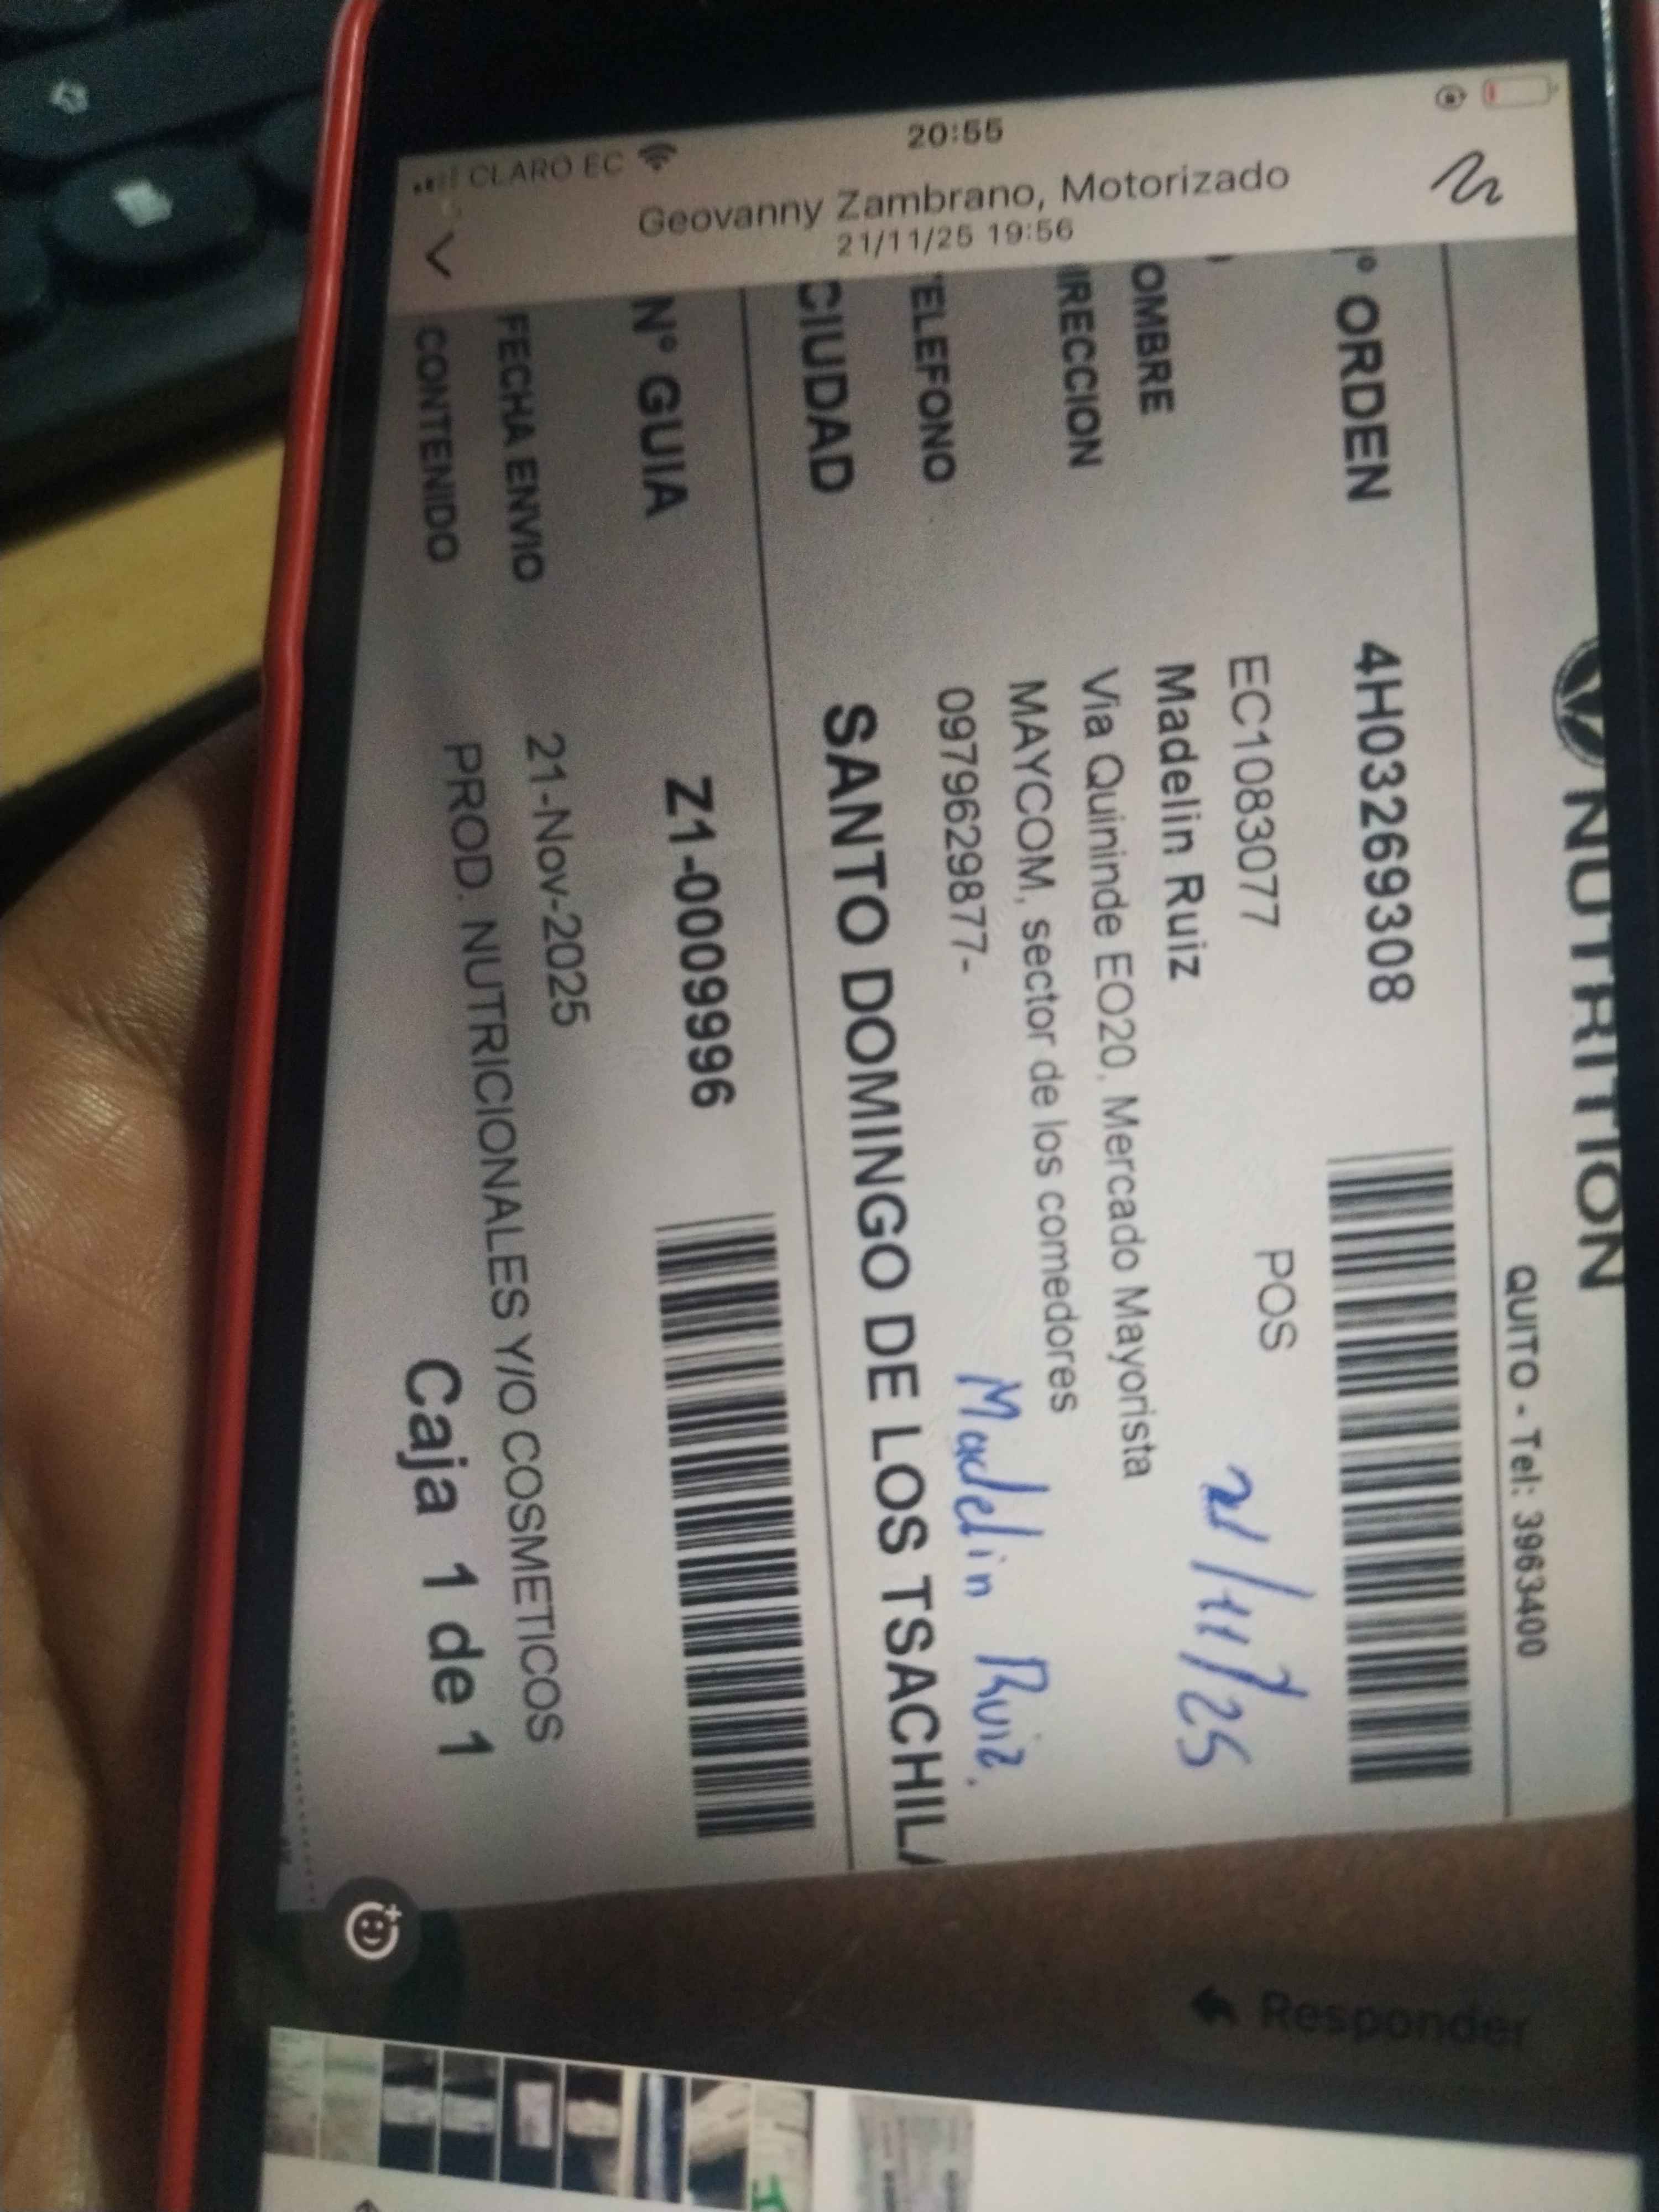 CLARO EC
20:55
Geovanny Zambrano, Motorizado
21/11/25 19:56
NUTRITION
QUITO - Tel: 3963400
° ORDEN 4H03269308
EC1083077 POS
21/11/25
OMBRE Madelin Ruiz
IRECCION Via Quininde EO20, Mercado Mayorista
MAYCOM, sector de los comedores
ELEFONO 0979629877-
Madelin Ruiz.
CIUDAD SANTO DOMINGO DE LOS TSACHILA
N° GUIA Z1-0009996
FECHA ENVIO 21-Nov-2025
CONTENIDO PROD. NUTRICIONALES Y/O COSMETICOS
Caja 1 de 1
Responder